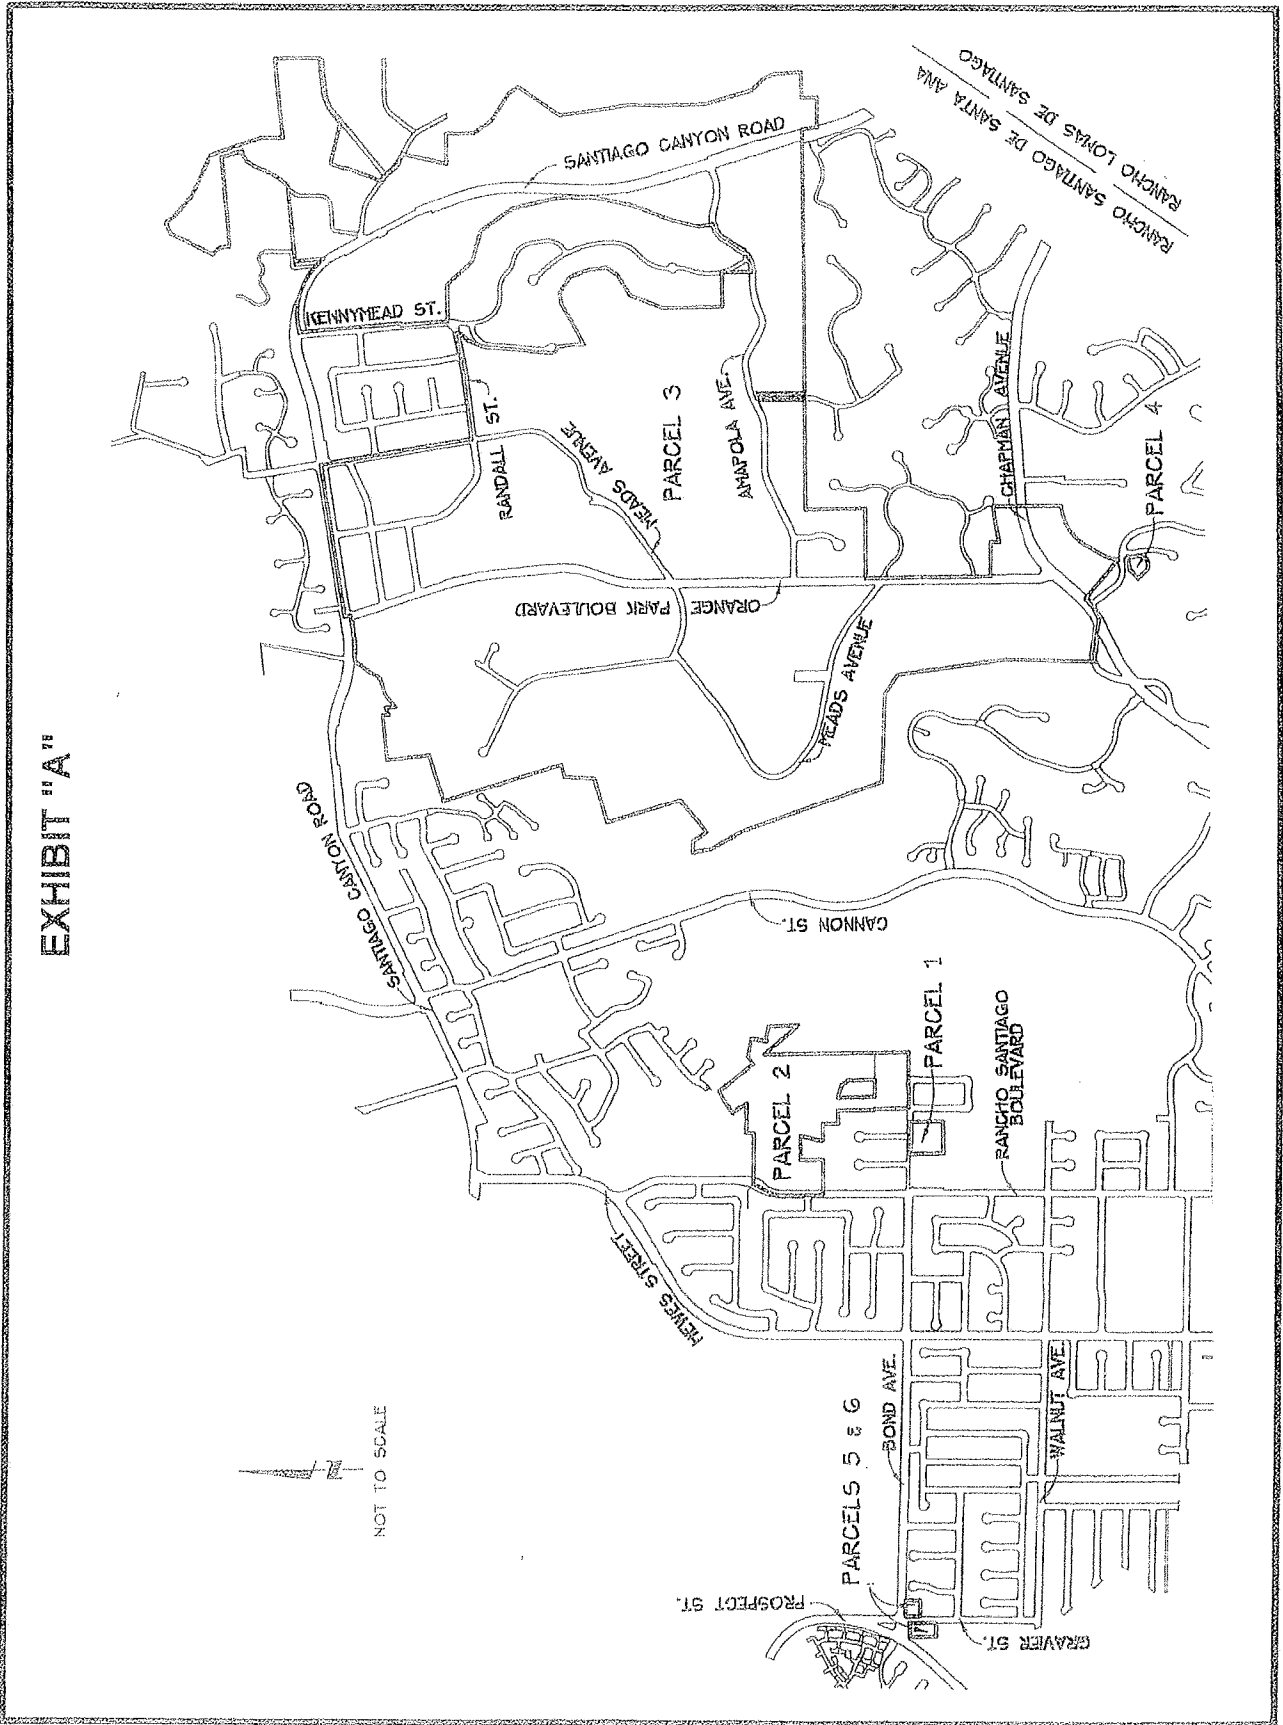 EXHIBIT "A"
RANCHO LOMAS DE SANTIAGO
RANCHO SANTIAGO DE SANTA ANA
SANTIAGO CANYON ROAD
KENNYMEAD ST.
RANDALL ST.
MEADS AVENUE
PARCEL 3
AMAPOLA AVE.
CHAPMAN AVENUE
PARCEL 4
ORANGE PARK BOULEVARD
MEADS AVENUE
SANTIAGO CANYON ROAD
CANNON ST.
PARCEL 1
PARCEL 2
RANCHO SANTIAGO
BOULEVARD
HEWES STREET
BOND AVE.
WALNUT AVE.
PARCELS 5 & 6
PROSPECT ST.
GRAVIER ST.
N
NOT TO SCALE